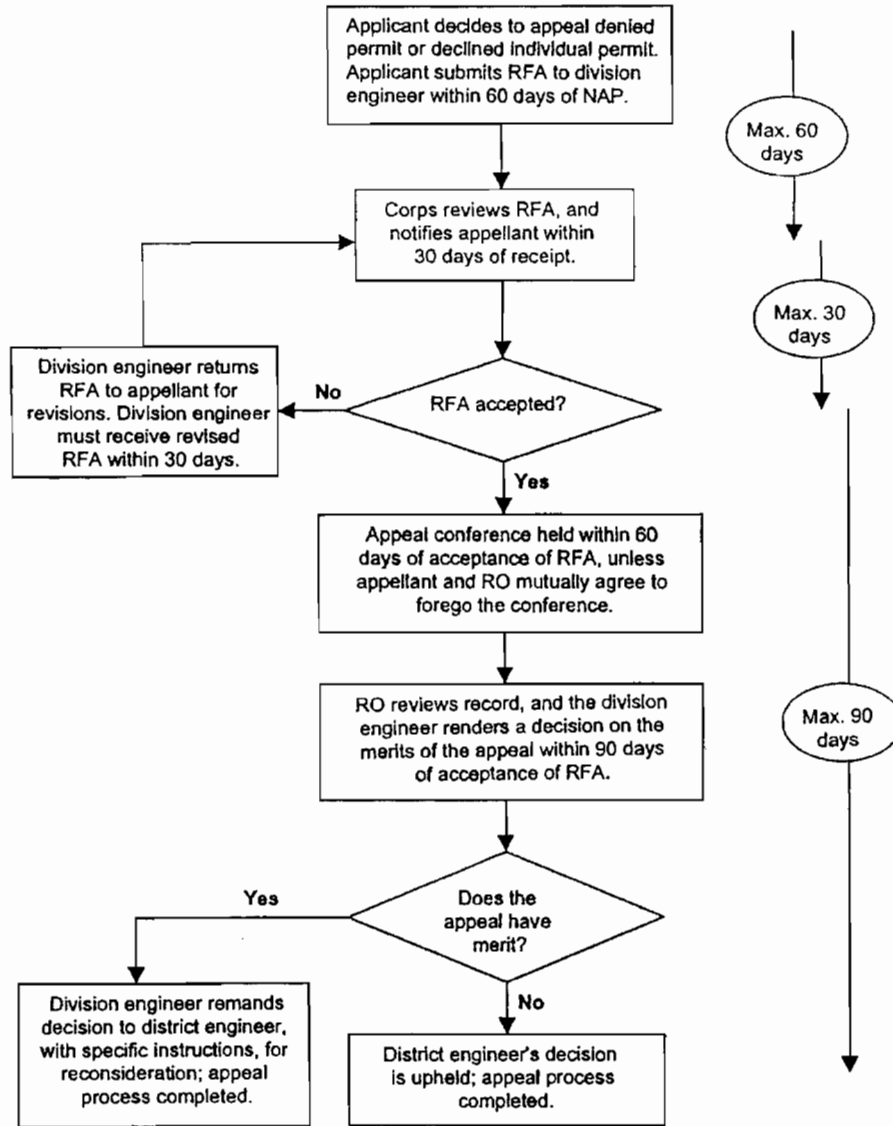 Applicant decides to appeal denied
permit or declined individual permit.
Applicant submits RFA to division
engineer within 60 days of NAP.
Max. 60
days
Corps reviews RFA, and
notifies appellant within
30 days of receipt.
Max. 30
days
Division engineer returns
RFA to appellant for
revisions. Division engineer
must receive revised
RFA within 30 days.
No
RFA accepted?
Yes
Appeal conference held within 60
days of acceptance of RFA, unless
appellant and RO mutually agree to
forego the conference.
RO reviews record, and the division
engineer renders a decision on the
merits of the appeal within 90 days
of acceptance of RFA.
Max. 90
days
Yes
Does the
appeal have
merit?
No
Division engineer remands
decision to district engineer,
with specific instructions, for
reconsideration; appeal
process completed.
District engineer's decision
is upheld; appeal process
completed.